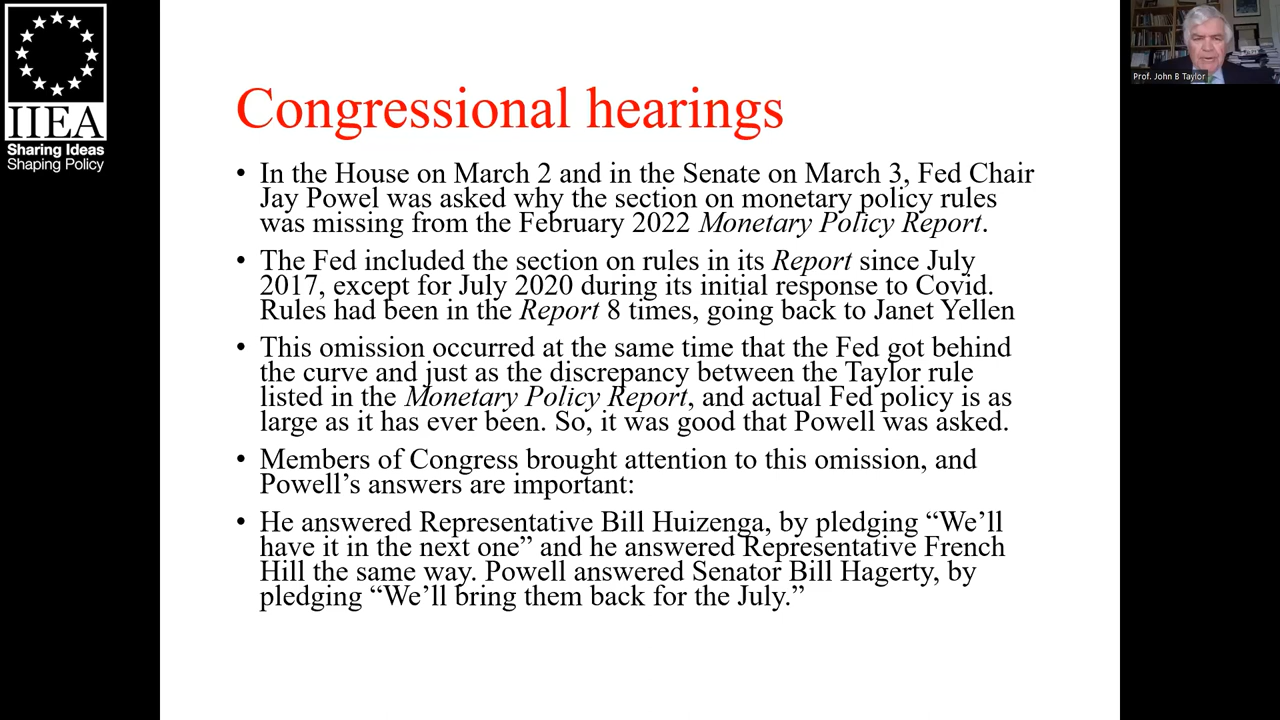 IIEA
Sharing Ideas
Shaping Policy
Prof. John B Taylor
Congressional hearings
• In the House on March 2 and in the Senate on March 3, Fed Chair
Jay Powel was asked why the section on monetary policy rules
was missing from the February 2022 Monetary Policy Report.
• The Fed included the section on rules in its Report since July
2017, except for July 2020 during its initial response to Covid.
Rules had been in the Report 8 times, going back to Janet Yellen
• This omission occurred at the same time that the Fed got behind
the curve and just as the discrepancy between the Taylor rule
listed in the Monetary Policy Report, and actual Fed policy is as
large as it has ever been. So, it was good that Powell was asked.
• Members of Congress brought attention to this omission, and
Powell’s answers are important:
• He answered Representative Bill Huizenga, by pledging “We’ll
have it in the next one” and he answered Representative French
Hill the same way. Powell answered Senator Bill Hagerty, by
pledging “We’ll bring them back for the July.”